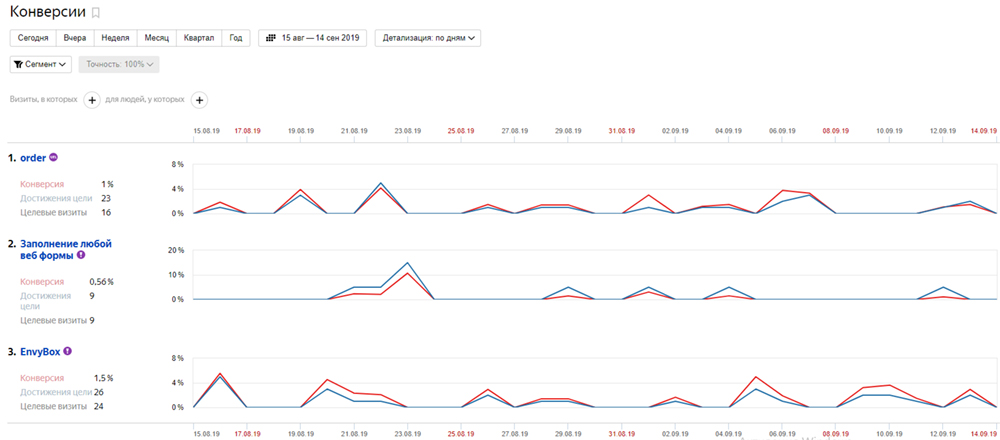 Конверсии
Сегодня Вчера Неделя Месяц Квартал Год 15 авг — 14 сен 2019 Детализация: по дням
Сегмент Точность: 100%
Визиты, в которых + для людей, у которых +
15.08.19 17.08.19 19.08.19 21.08.19 23.08.19 25.08.19 27.08.19 29.08.19 31.08.19 02.09.19 04.09.19 06.09.19 08.09.19 10.09.19 12.09.19 14.09.19
1. order
Конверсия 1 %
Достижения цели 23
Целевые визиты 16
8 %
4 %
0 %
2. Заполнение любой
веб формы
Конверсия 0,56 %
Достижения 9
цели
Целевые визиты 9
20 %
10 %
0 %
3. EnvyBox
Конверсия 1,5 %
Достижения цели 26
Целевые визиты 24
8 %
4 %
0 %
15.08.19 17.08.19 19.08.19 21.08.19 23.08.19 25.08.19 27.08.19 29.08.19 31.08.19 02.09.19 04.09.19 06.09.19 08.09.19 10.09.19 12.09.19 14.09.19